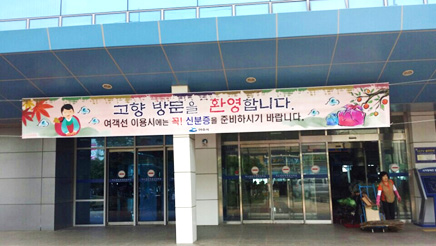 고향 방문을 환영합니다.
여객선 이용시에는 꼭! 신분증을 준비하시기 바랍니다.